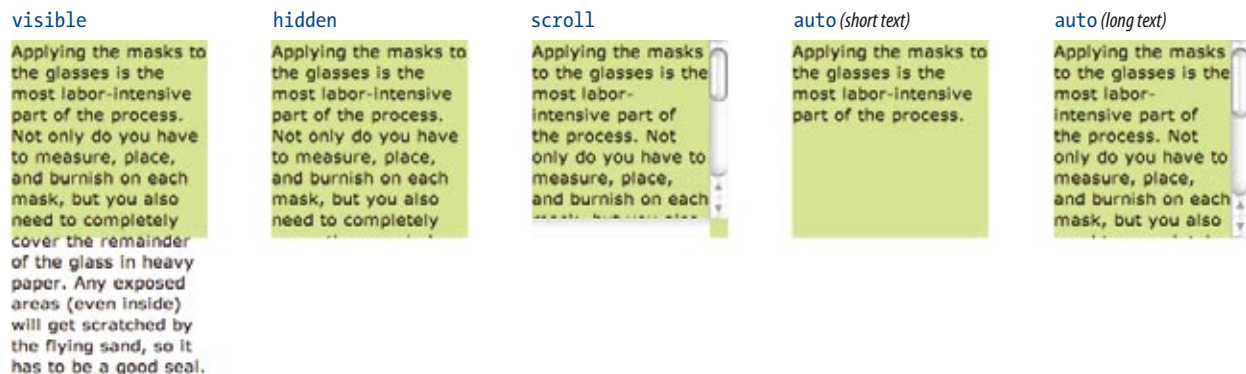 visible
Applying the masks to
the glasses is the
most labor-intensive
part of the process.
Not only do you have
to measure, place,
and burnish on each
mask, but you also
need to completely
cover the remainder
of the glass in heavy
paper. Any exposed
areas (even inside)
will get scratched by
the flying sand, so it
has to be a good seal.
hidden
Applying the masks to
the glasses is the
most labor-intensive
part of the process.
Not only do you have
to measure, place,
and burnish on each
mask, but you also
need to completely
scroll
Applying the masks
to the glasses is the
most labor-
intensive part of
the process. Not
only do you have to
measure, place,
and burnish on each
mask, but you also
auto (short text)
Applying the masks to
the glasses is the
most labor-intensive
part of the process.
auto (long text)
Applying the masks
to the glasses is the
most labor-
intensive part of
the process. Not
only do you have to
measure, place,
and burnish on each
mask, but you also